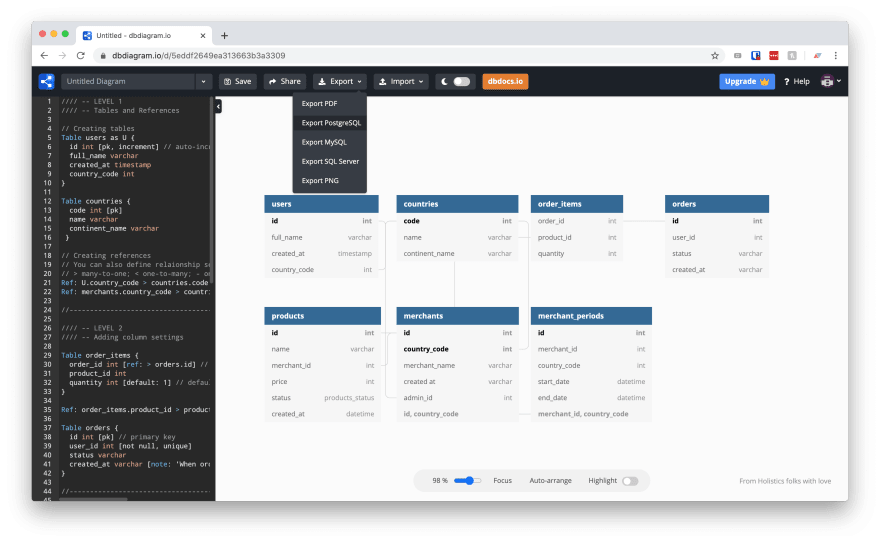 Untitled - dbdiagram.io
dbdiagram.io/d/5eddf2649ea313663b3a3309
Untitled Diagram
Save
Share
Export
Import
dbdocs.io
Upgrade
? Help
Export PDF
Export PostgreSQL
Export MySQL
Export SQL Server
Export PNG
1 //// -- LEVEL 1
2 //// -- Tables and References
3
4 // Creating tables
5 Table users as U {
6 id int [pk, increment] // auto-incr
7 full_name varchar
8 created_at timestamp
9 country_code int
10 }
11
12 Table countries {
13 code int [pk]
14 name varchar
15 continent_name varchar
16 }
17
18 // Creating references
19 // You can also define relaionship se
20 // > many-to-one; < one-to-many; - on
21 Ref: U.country_code > countries.code
22 Ref: merchants.country_code > countri
23
24 //----------------------------------
25
26 //// -- LEVEL 2
27 //// -- Adding column settings
28
29 Table order_items {
30 order_id int [ref: > orders.id] //
31 product_id int
32 quantity int [default: 1] // defau
33 }
34
35 Ref: order_items.product_id > product
36
37 Table orders {
38 id int [pk] // primary key
39 user_id int [not null, unique]
40 status varchar
41 created_at varchar [note: 'When ord
42 }
43
44 //----------------------------------
45
users
id int
full_name varchar
created_at timestamp
country_code int
countries
code int
name varchar
continent_name varchar
order_items
order_id int
product_id int
quantity int
orders
id int
user_id int
status varchar
created_at varchar
products
id int
name varchar
merchant_id int
price int
status products_status
created_at datetime
merchants
id int
country_code int
merchant_name varchar
created at varchar
admin_id int
id, country_code
merchant_periods
id int
merchant_id int
country_code int
start_date datetime
end_date datetime
merchant_id, country_code
98 %
Focus
Auto-arrange
Highlight
From Holistics folks with love